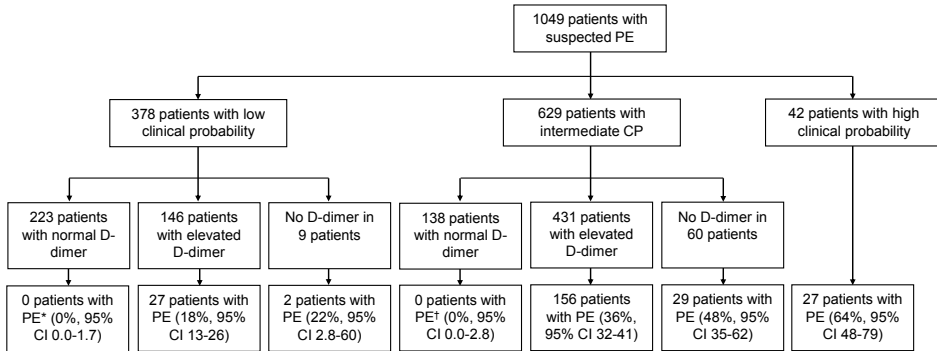 1049 patients with
suspected PE
378 patients with low
clinical probability
629 patients with
intermediate CP
42 patients with high
clinical probability
223 patients
with normal D-
dimer
146 patients
with elevated
D-dimer
No D-dimer in
9 patients
138 patients
with normal D-
dimer
431 patients
with elevated
D-dimer
No D-dimer in
60 patients
0 patients with
PE* (0%, 95%
CI 0.0-1.7)
27 patients with
PE (18%, 95%
CI 13-26)
2 patients with
PE (22%, 95%
CI 2.8-60)
0 patients with
PE† (0%, 95%
CI 0.0-2.8)
156 patients
with PE (36%,
95% CI 32-41)
29 patients with
PE (48%, 95%
CI 35-62)
27 patients with
PE (64%, 95%
CI 48-79)